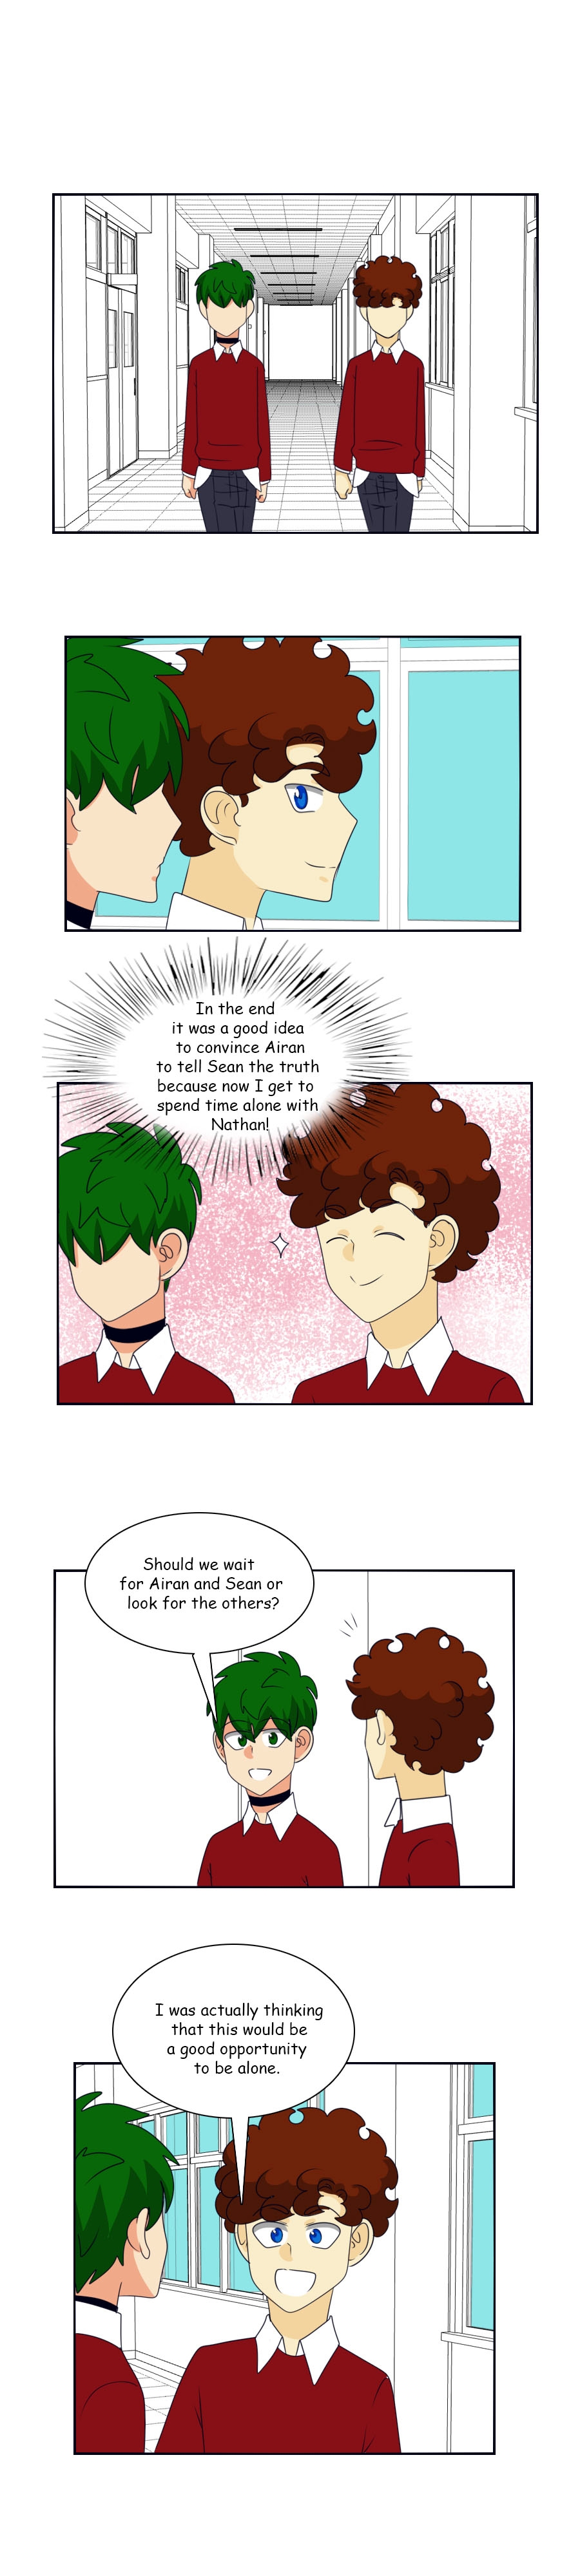 In the end
it was a good idea
to convince Airan
to tell Sean the truth
because now I get to
spend time alone with
Nathan!
Should we wait
for Airan and Sean or
look for the others?
I was actually thinking
that this would be
a good opportunity
to be alone.